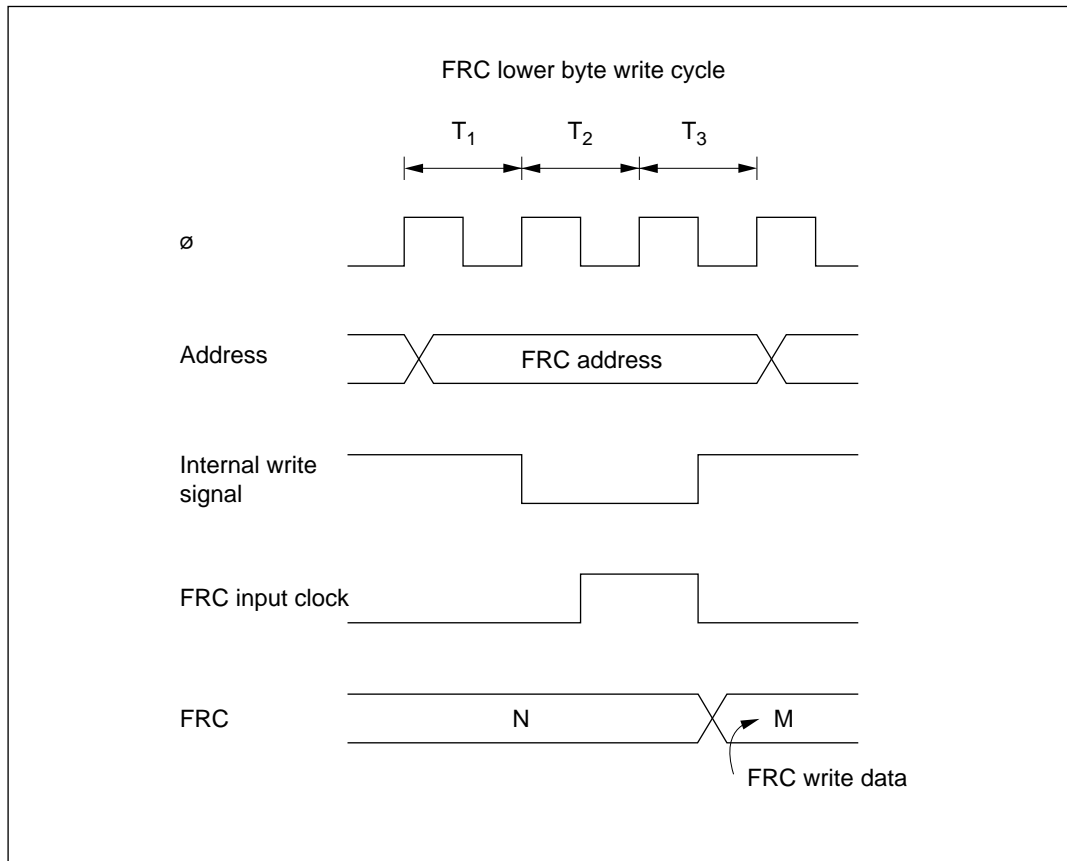 FRC lower byte write cycle
T1 T2 T3
ø
Address
FRC address
Internal write
signal
FRC input clock
FRC
N
M
FRC write data